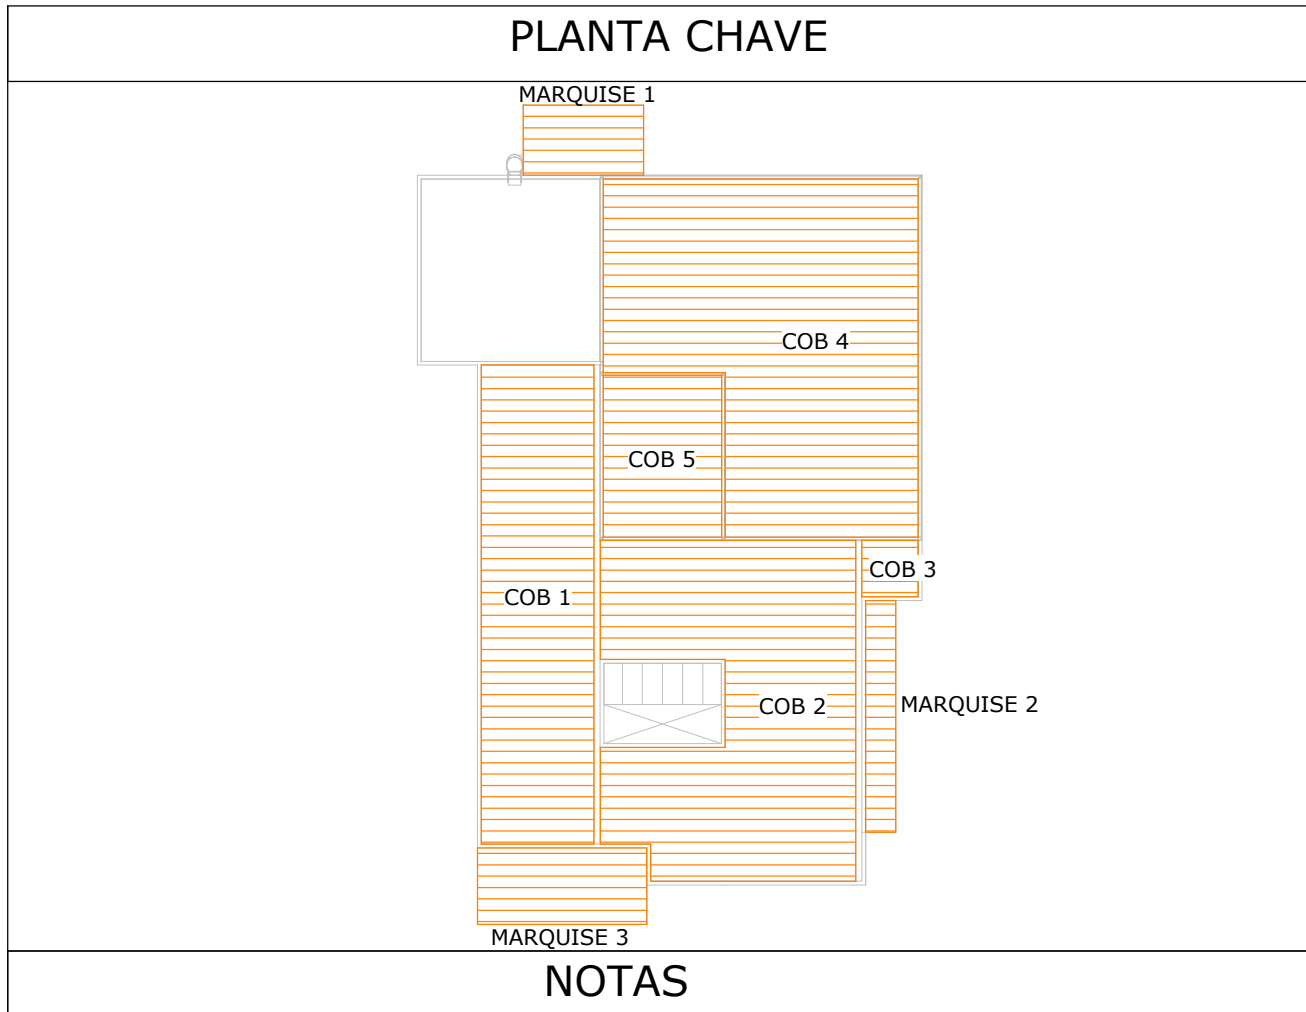 PLANTA CHAVE
MARQUISE 1
COB 4
COB 5
COB 3
COB 1
COB 2
MARQUISE 2
MARQUISE 3
NOTAS